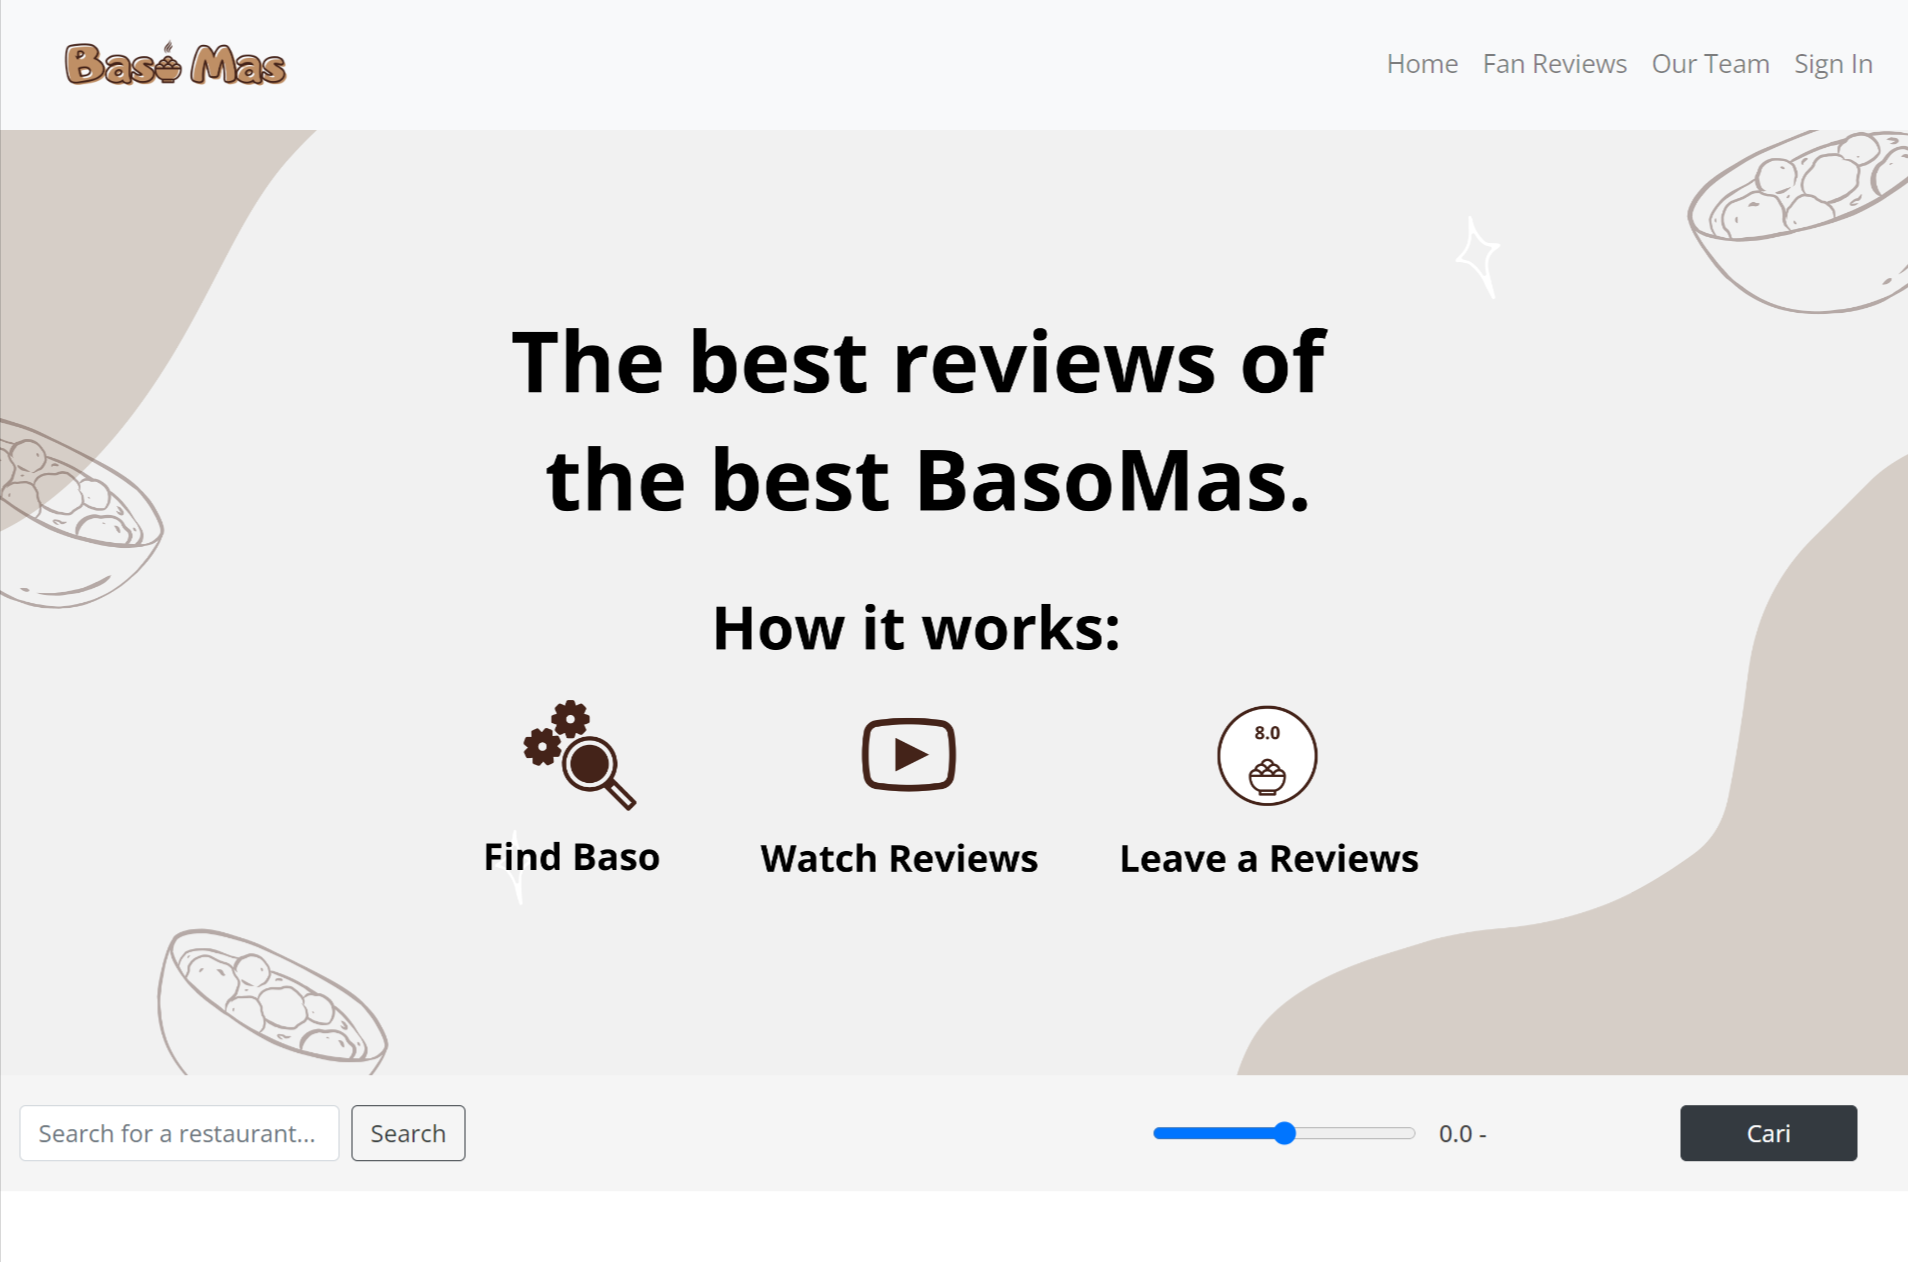 Baso Mas
Home Fan Reviews Our Team Sign In
The best reviews of
the best BasoMas.
How it works:
8.0
Find Baso Watch Reviews Leave a Reviews
Search for a restaurant... Search 0.0 - Cari